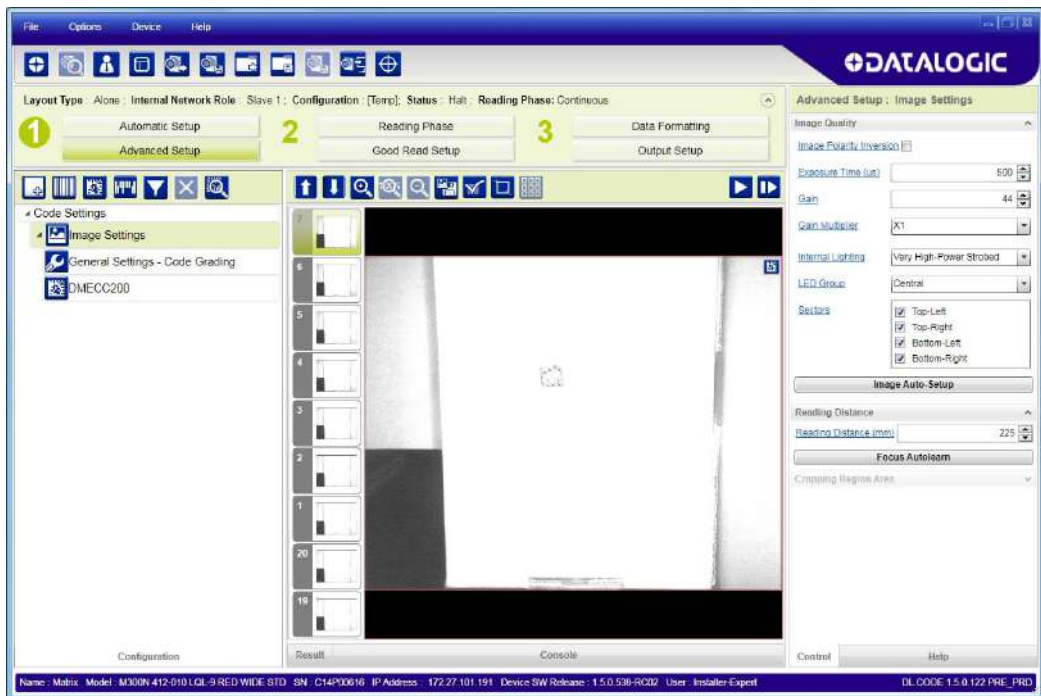 File Options Device Help
DATALOGIC
Layout Type : Alone ; Internal Network Role : Slave 1 ; Configuration : [Temp]; Status : Halt ; Reading Phase: Continuous
1 Automatic Setup 2 Reading Phase 3 Data Formatting
Advanced Setup Good Read Setup Output Setup
Code Settings
Image Settings
General Settings - Code Grading
DMECC200
Configuration
7
6
5
4
3
2
1
20
19
Result Console
Advanced Setup : Image Settings
Image Quality
Image Polarity Inversion
Exposure Time (us) 500
Gain 44
Gain Multiplier X1
Internal Lighting Very High-Power Strobed
LED Group Central
Sectors Top-Left
Top-Right
Bottom-Left
Bottom-Right
Image Auto-Setup
Reading Distance
Reading Distance (mm) 225
Focus Autolearn
Cropping Region Area
Control Help
Name : Matrix Model : M300N 412-010 LQL-9 RED WIDE STD SN : C14P00616 IP Address : 172.27.101.191 Device SW Release : 1.5.0.538-RC02 User : Installer-Expert DL.CODE 1.5.0.122 PRE_PRD